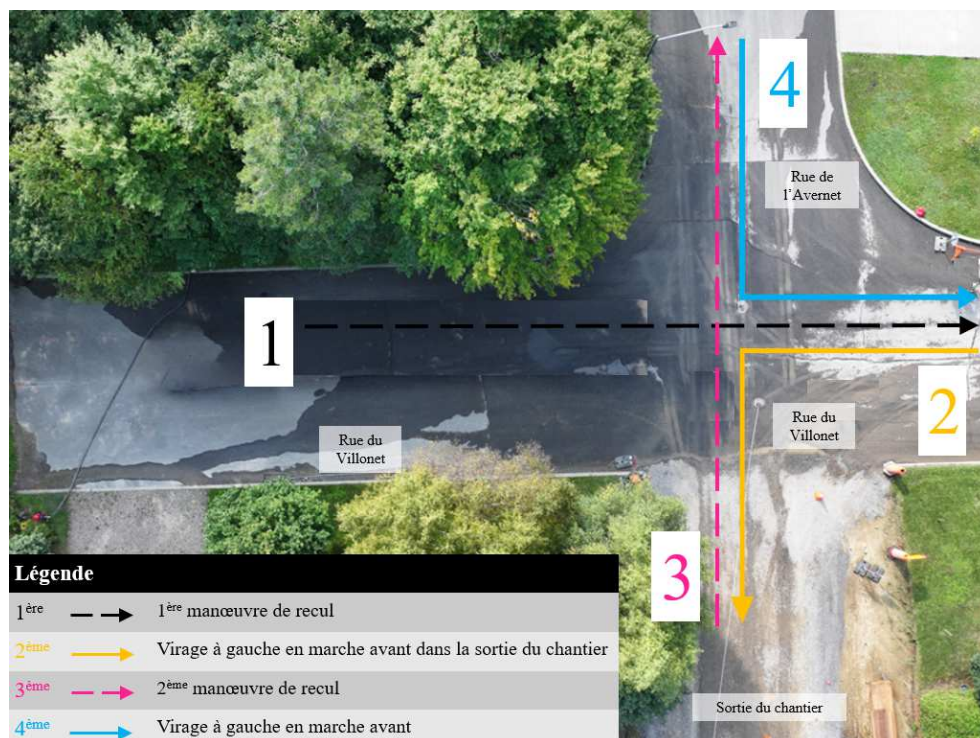 4
Rue de
l'Avernet
1
2
Rue du
Villonet
Rue du
Villonet
3
Légende
1ère 1ère manœuvre de recul
2ème Virage à gauche en marche avant dans la sortie du chantier
3ème 2ème manœuvre de recul
4ème Virage à gauche en marche avant
Sortie du chantier